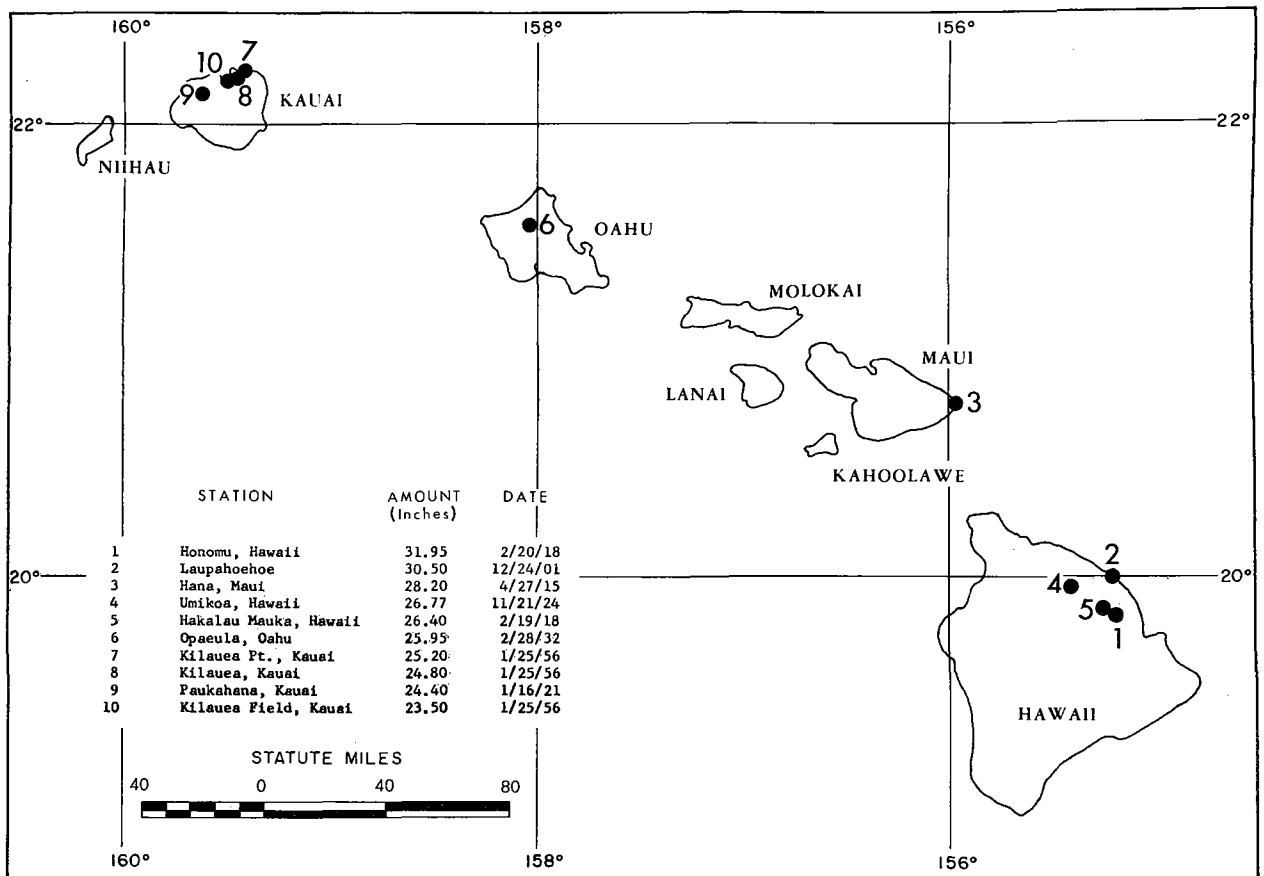 160° 158° 156°
7
10
9 8 KAUAI
22° 22°
NIIHAU
6 OAHU
MOLOKAI
MAUI
LANAI 3
KAHOOLAWE
STATION AMOUNT DATE
(Inches)
1 Honomu, Hawaii 31.95 2/20/18
2 Laupahoehoe 30.50 12/24/01
3 Hana, Maui 28.20 4/27/15
4 Umikoa, Hawaii 26.77 11/21/24
5 Hakalau Mauka, Hawaii 26.40 2/19/18
6 Opaeula, Oahu 25.95 2/28/32
7 Kilauea Pt., Kauai 25.20 1/25/56
8 Kilauea, Kauai 24.80 1/25/56
9 Paukahana, Kauai 24.40 1/16/21
10 Kilauea Field, Kauai 23.50 1/25/56
2
20° 20°
4
5
1
HAWAII
STATUTE MILES
40 0 40 80
160° 158° 156°